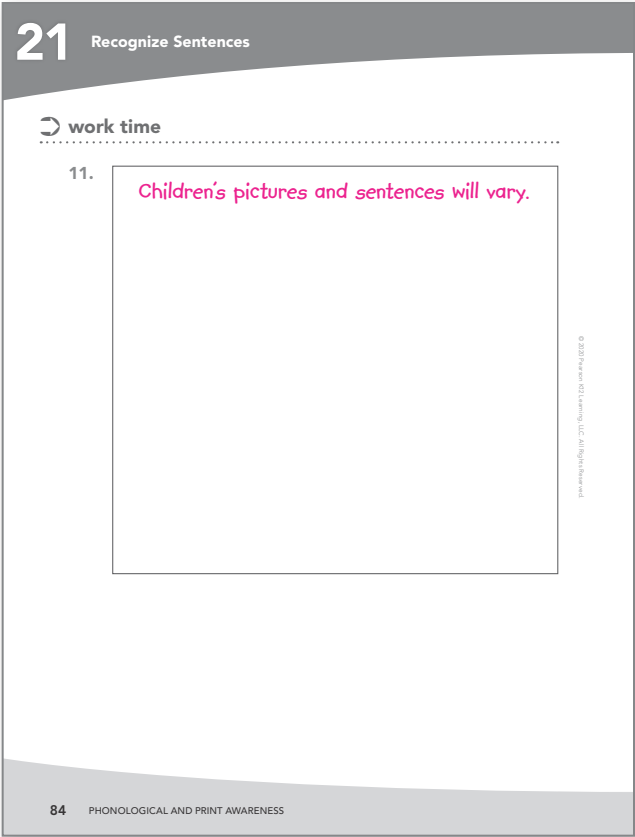 21 Recognize Sentences
work time
11.
Children's pictures and sentences will vary.
© 2020 Pearson K12 Learning, LLC. All Rights Reserved.
84 PHONOLOGICAL AND PRINT AWARENESS